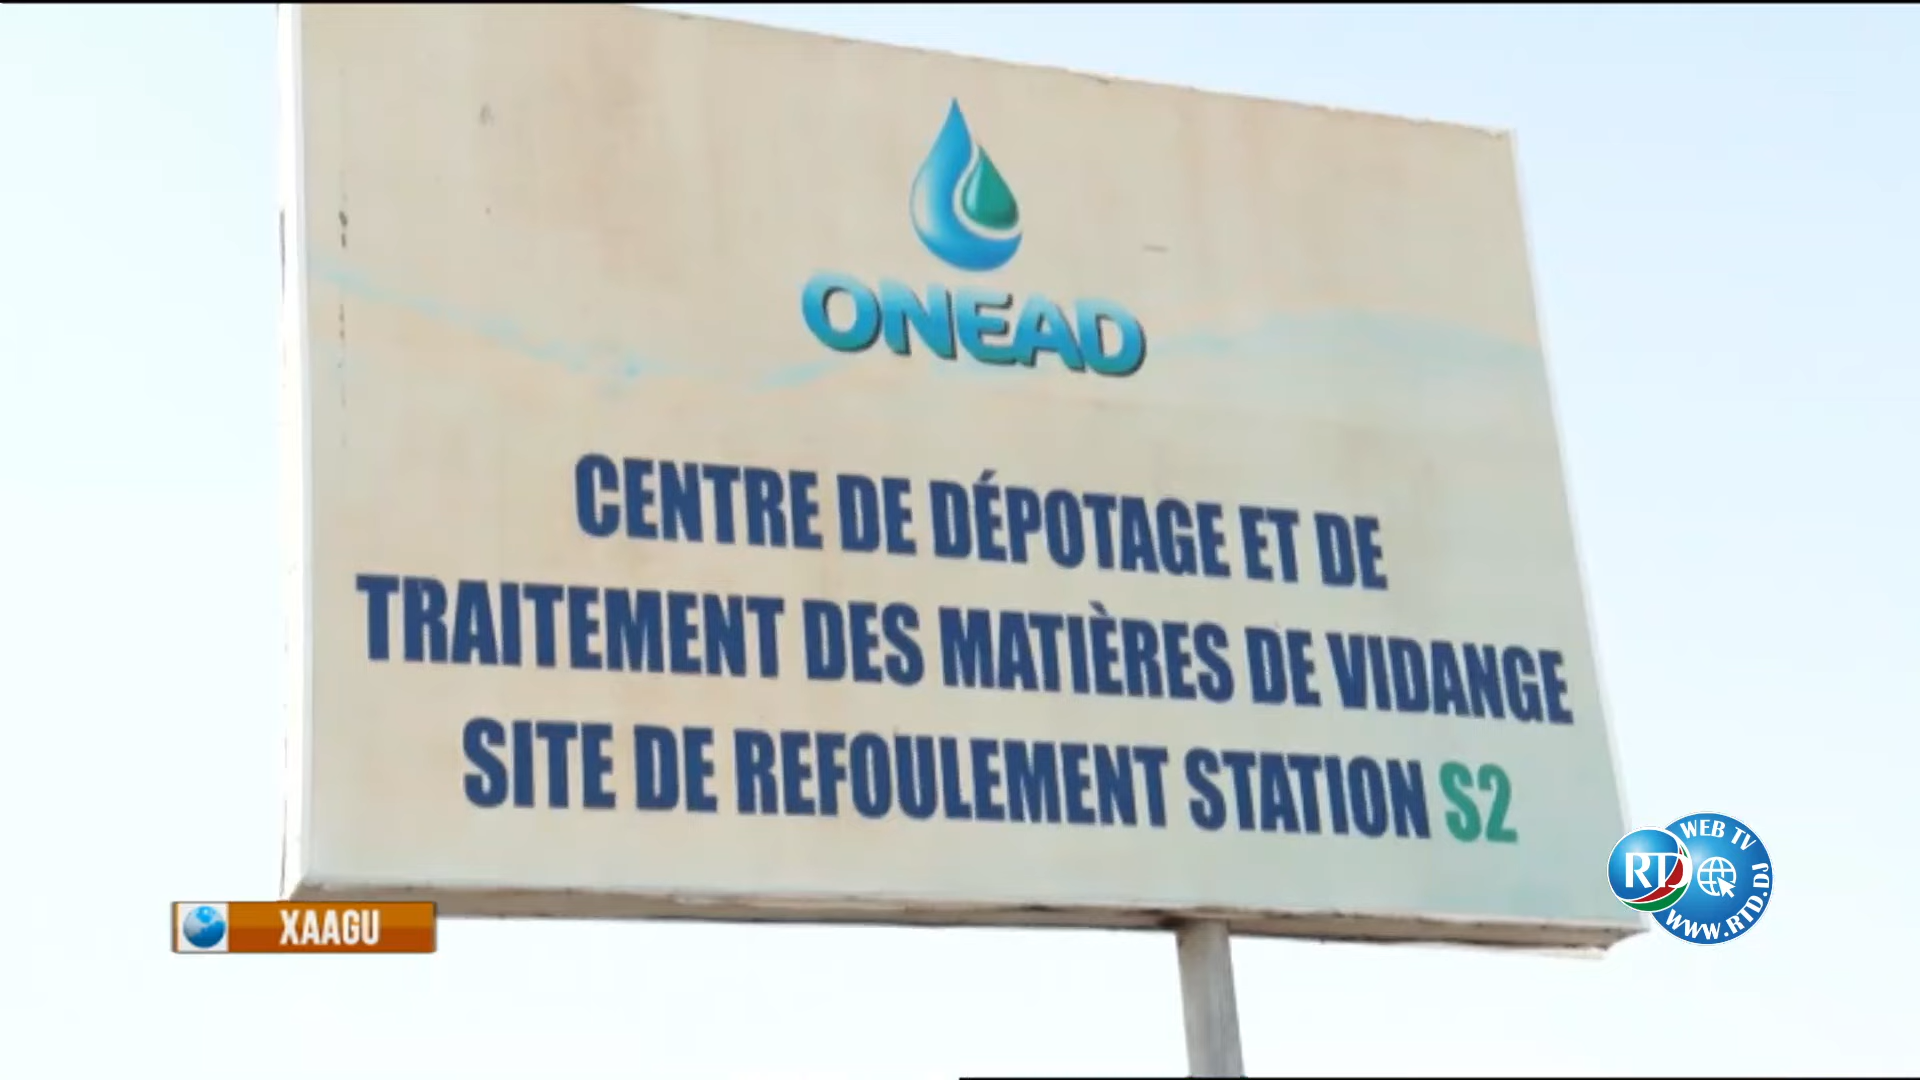 ONEAD
CENTRE DE DÉPOTAGE ET DE
TRAITEMENT DES MATIÈRES DE VIDANGE
SITE DE REFOULEMENT STATION S2
XAAGU
RTD
WEB TV
WWW.RTD.DJ